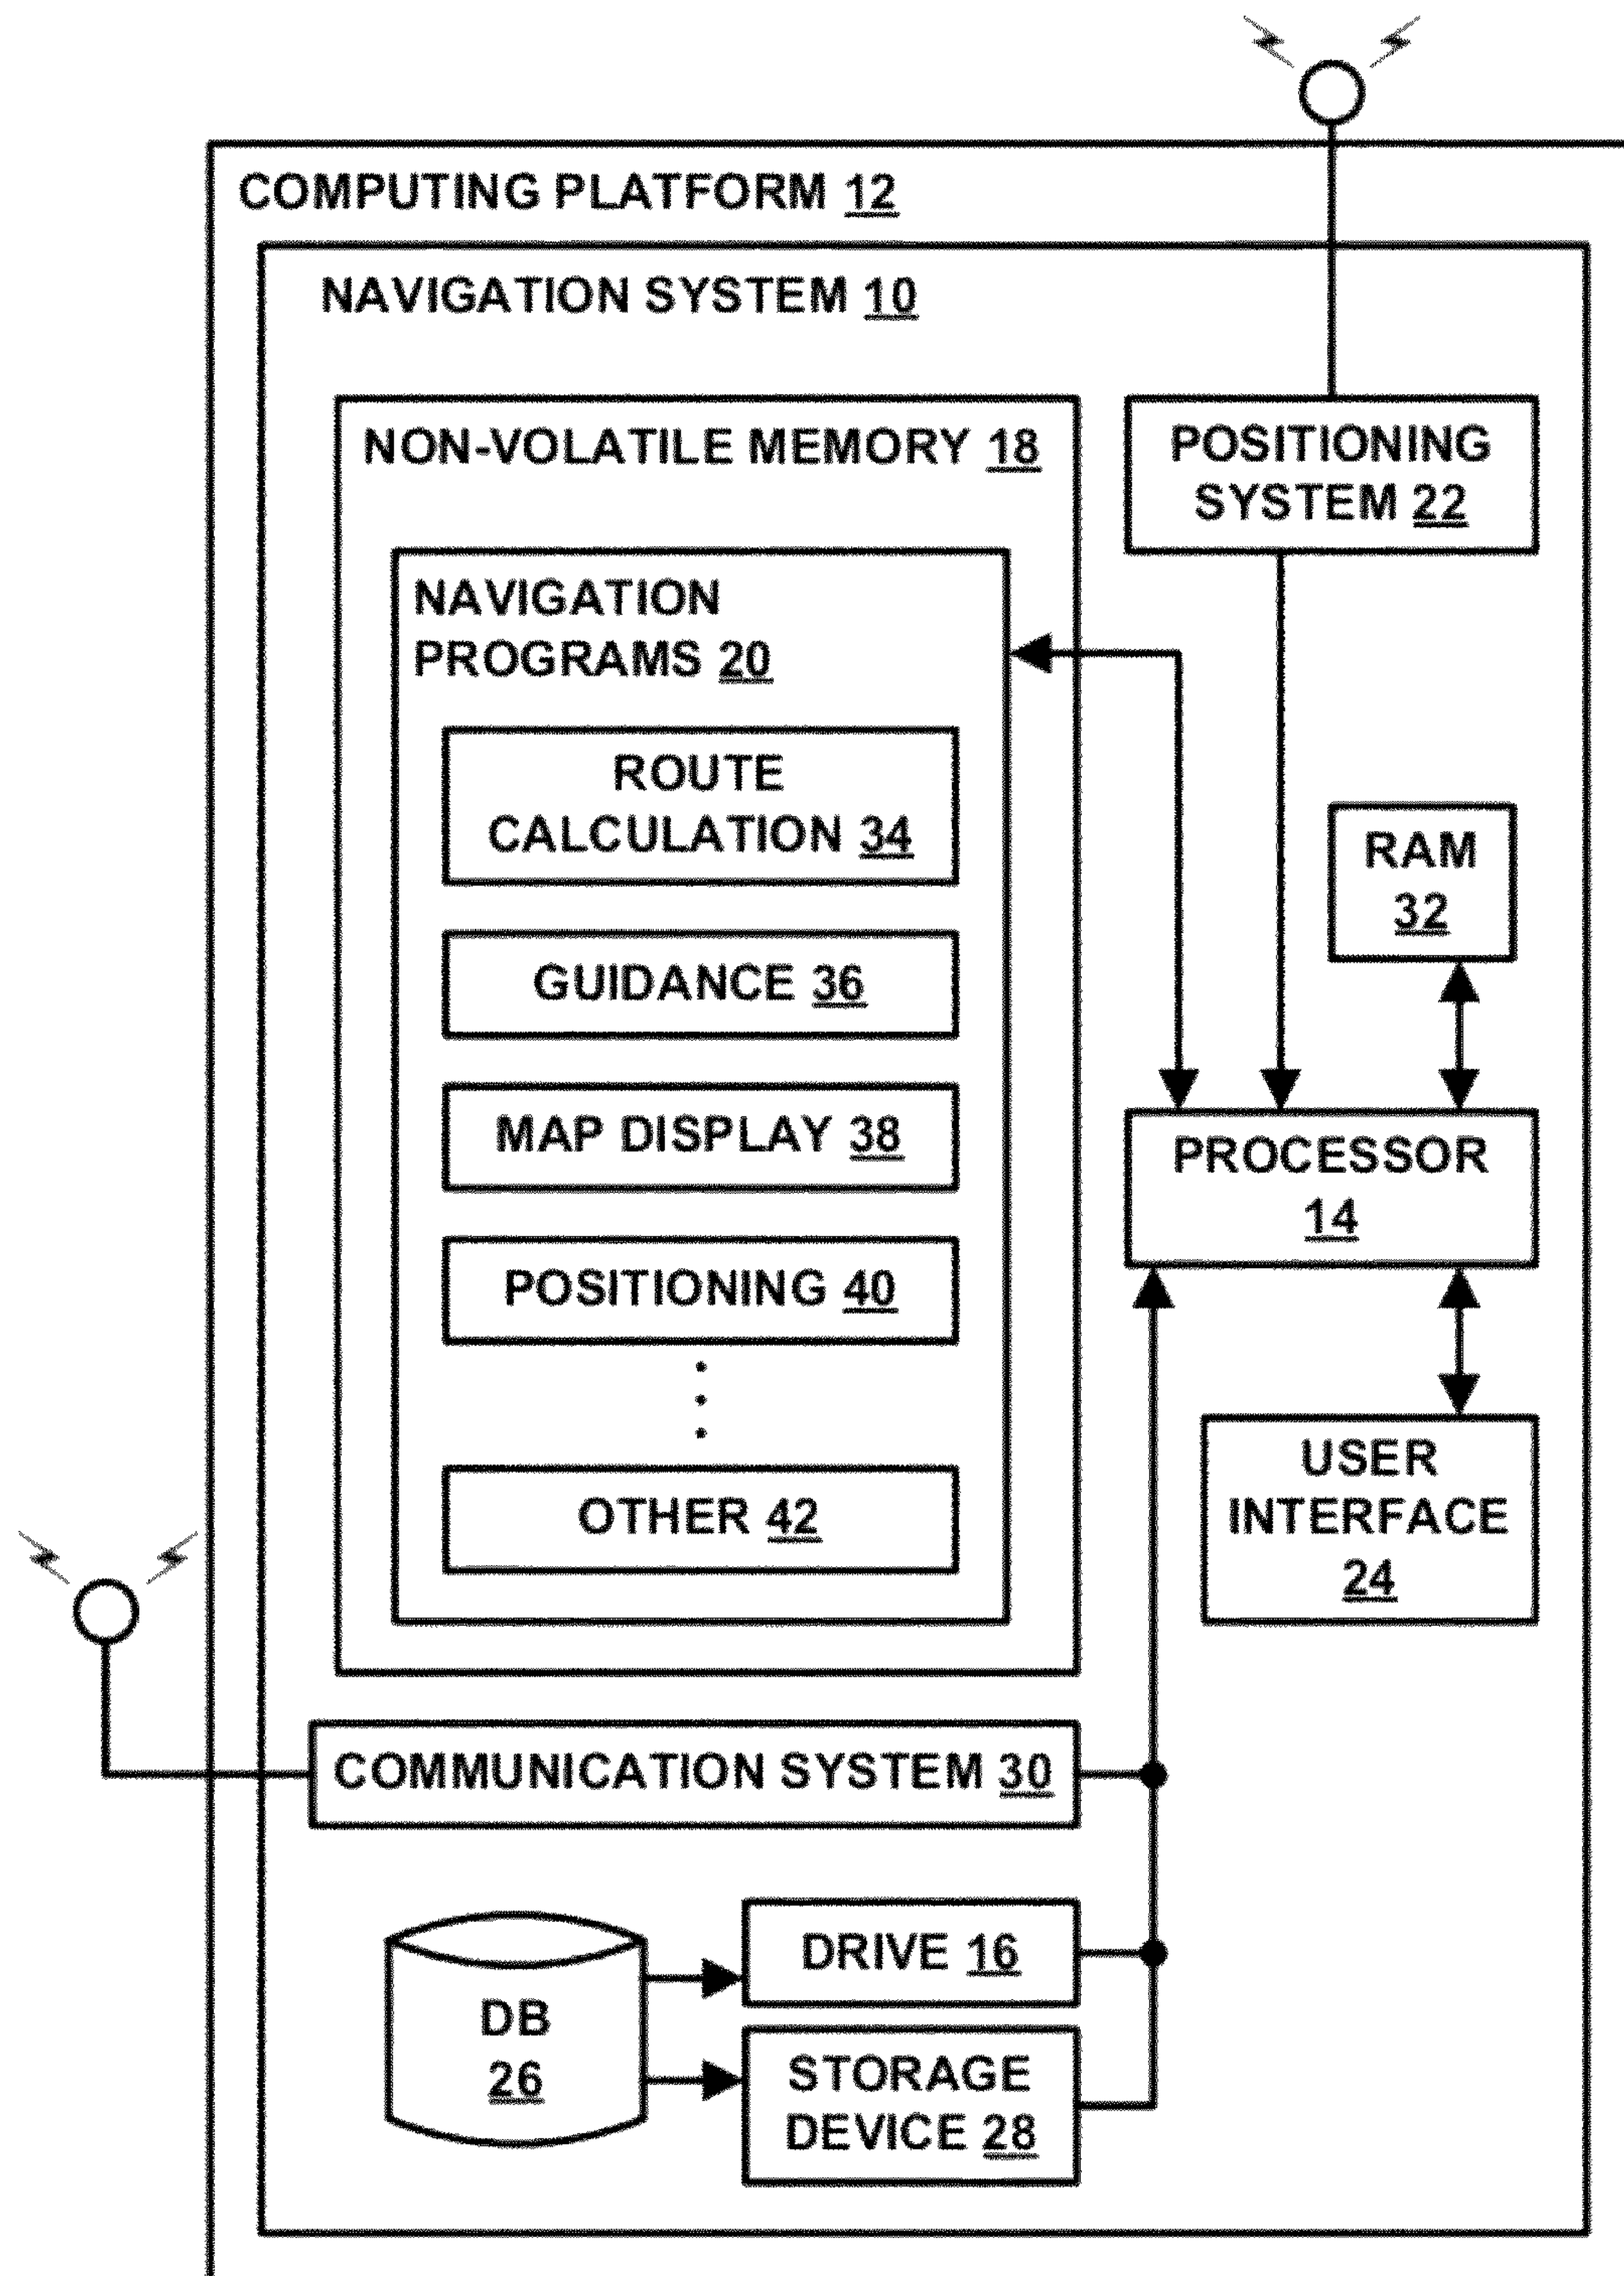 COMPUTING PLATFORM 12
NAVIGATION SYSTEM 10
NON-VOLATILE MEMORY 18
NAVIGATION
PROGRAMS 20
ROUTE
CALCULATION 34
GUIDANCE 36
MAP DISPLAY 38
POSITIONING 40
OTHER 42
POSITIONING
SYSTEM 22
RAM
32
PROCESSOR
14
USER
INTERFACE
24
COMMUNICATION SYSTEM 30
DB
26
DRIVE 16
STORAGE
DEVICE 28